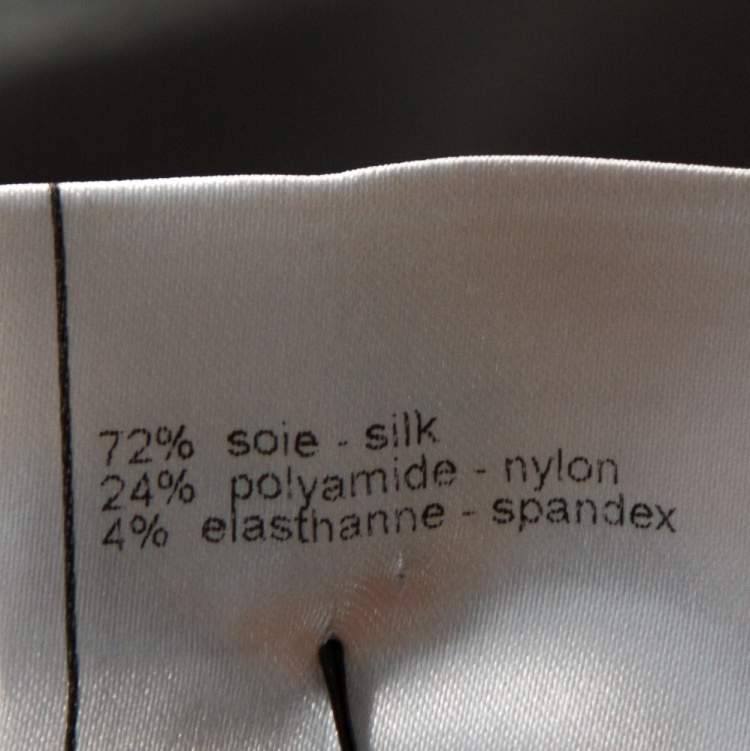 72% soie - silk
24% polyamide - nylon
4% elasthanne - spandex